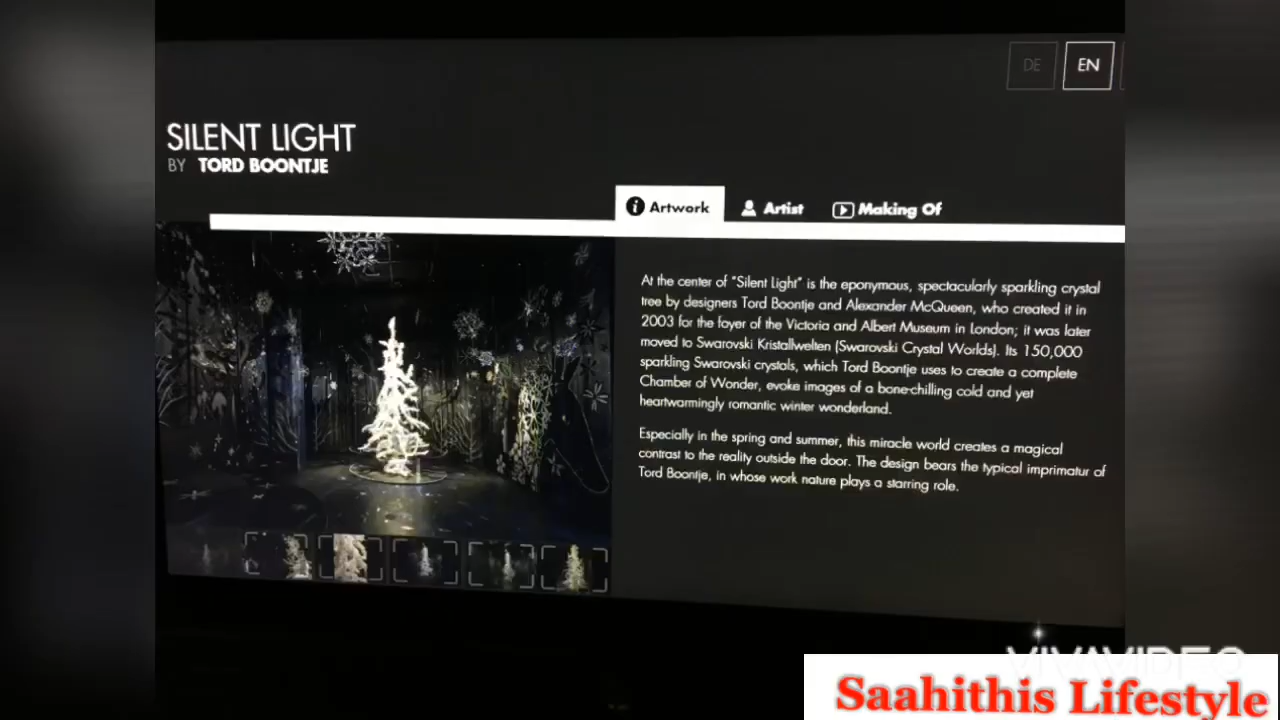 DE
EN
SILENT LIGHT
BY TORD BOONTJE
Artwork
Artist
Making Of
At the center of "Silent Light" is the eponymous, spectacularly sparkling crystal
tree by designers Tord Boontje and Alexander McQueen, who created it in
2003 for the foyer of the Victoria and Albert Museum in London; it was later
moved to Swarovski Kristallwelten (Swarovski Crystal Worlds). Its 150,000
sparkling Swarovski crystals, which Tord Boontje uses to create a complete
Chamber of Wonder, evoke images of a bone-chilling cold and yet
heartwarmingly romantic winter wonderland.
Especially in the spring and summer, this miracle world creates a magical
contrast to the reality outside the door. The design bears the typical imprimatur of
Tord Boontje, in whose work nature plays a starring role.
VIVAVIDEO
Saahithis Lifestyle